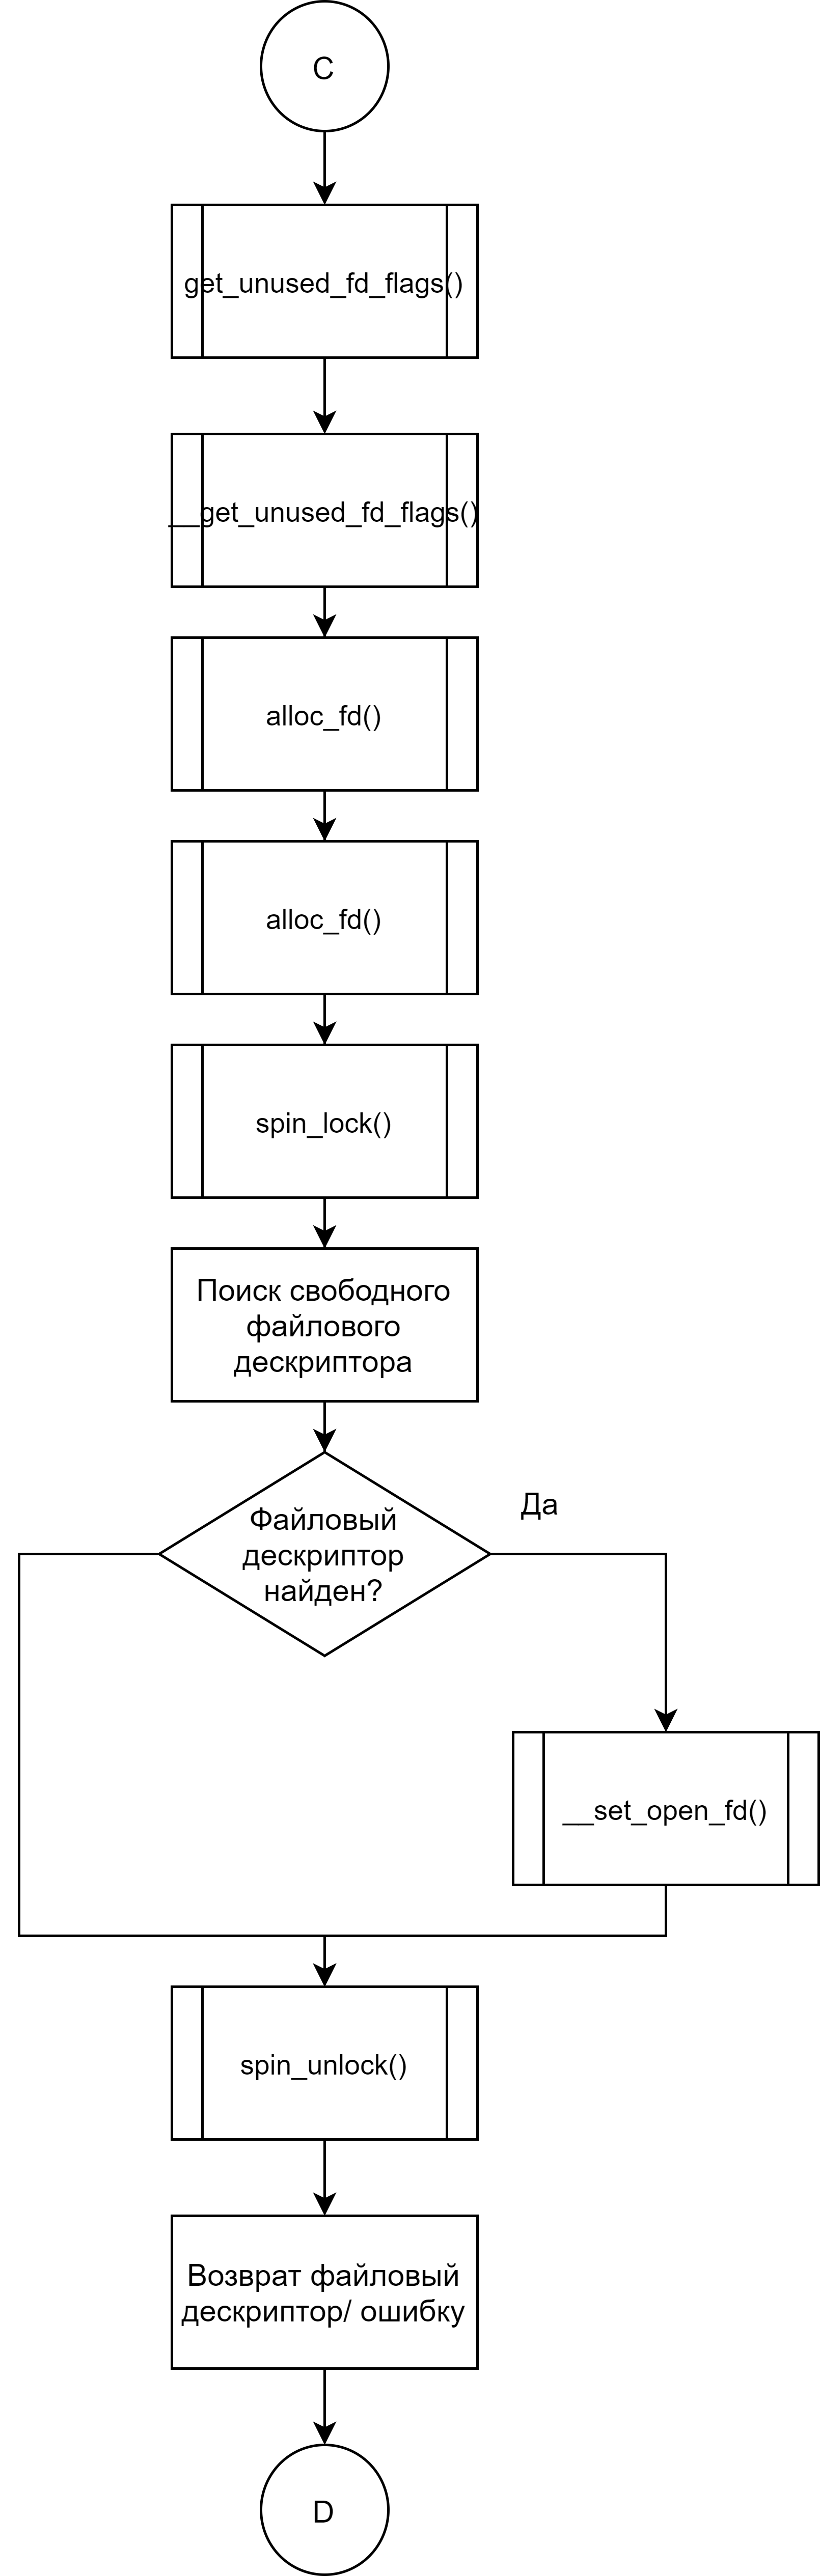 C
get_unused_fd_flags()
__get_unused_fd_flags()
alloc_fd()
alloc_fd()
spin_lock()
Поиск свободного
файлового
дескриптора
Файловый
дескриптор
найден?
Да
__set_open_fd()
spin_unlock()
Возврат файловый
дескриптор/ ошибку
D